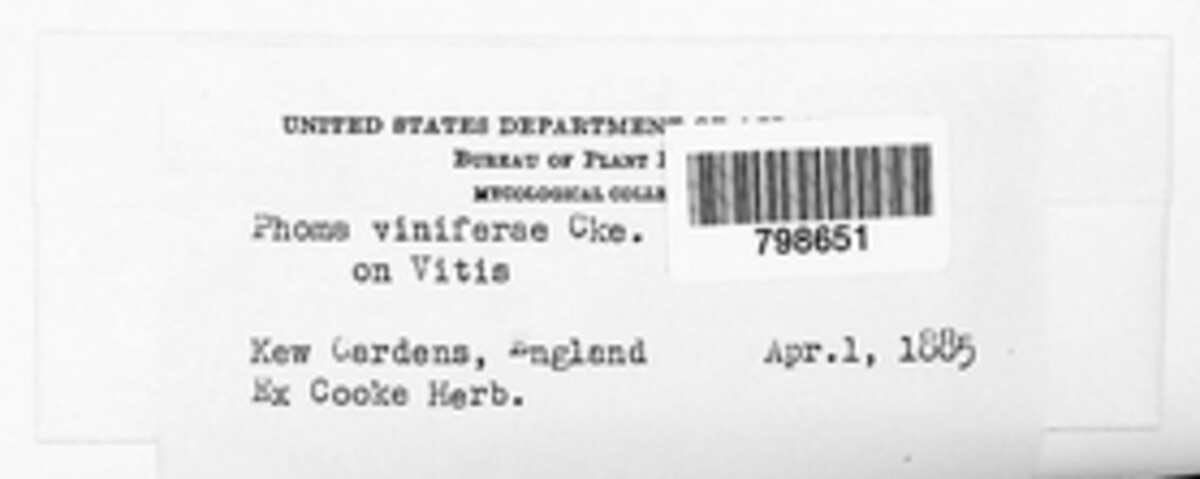 UNITED STATES DEPARTMENT
BUREAU OF PLANT
MYCOLOGICAL
Phoma viniferae Cke.
on Vitis
798651
Kew Gardens, England Apr.1, 1885
Ex Cooke Herb.